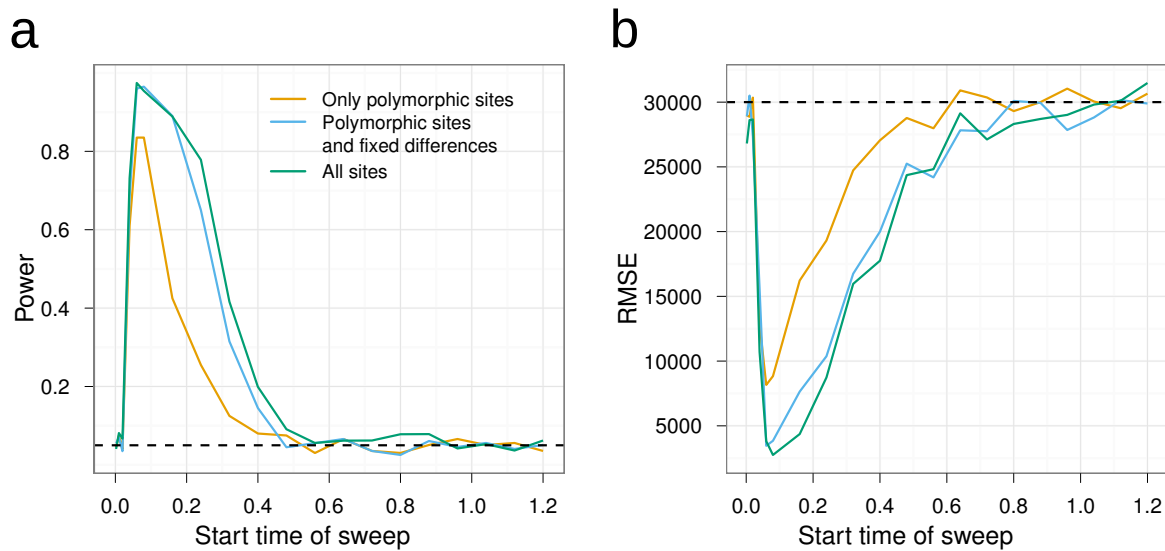 a
Power
0.8
0.6
0.4
0.2
Only polymorphic sites
Polymorphic sites
and fixed differences
All sites
0.0 0.2 0.4 0.6 0.8 1.0 1.2
Start time of sweep
b
RMSE
30000
25000
20000
15000
10000
5000
0.0 0.2 0.4 0.6 0.8 1.0 1.2
Start time of sweep